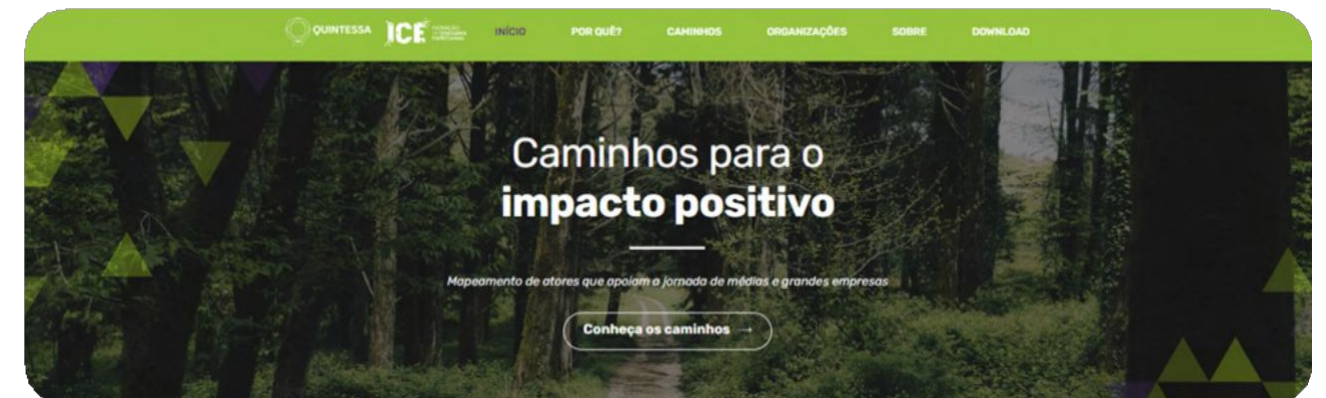 QUINTESSA ICE INÍCIO POR QUÊ? CAMINHOS ORGANIZAÇÕES SOBRE DOWNLOAD
Caminhos para o
impacto positivo
Mapeamento de atores que apoiam a jornada de médias e grandes empresas
Conheça os caminhos →